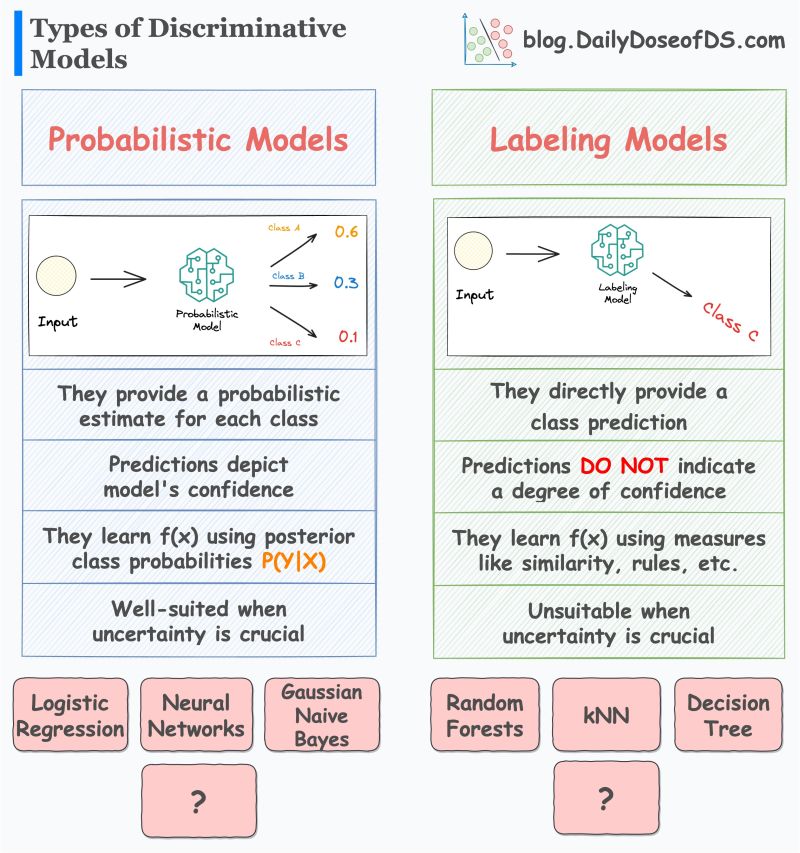 Types of Discriminative
Models
blog.DailyDoseofDS.com
Probabilistic Models
Input
Probabilistic
Model
Class A
0.6
Class B
0.3
Class C
0.1
They provide a probabilistic
estimate for each class
Predictions depict
model's confidence
They learn f(x) using posterior
class probabilities P(Y|X)
Well-suited when
uncertainty is crucial
Logistic
Regression
Neural
Networks
Gaussian
Naive
Bayes
?
Labeling Models
Input
Labeling
Model
Class C
They directly provide a
class prediction
Predictions DO NOT indicate
a degree of confidence
They learn f(x) using measures
like similarity, rules, etc.
Unsuitable when
uncertainty is crucial
Random
Forests
kNN
Decision
Tree
?